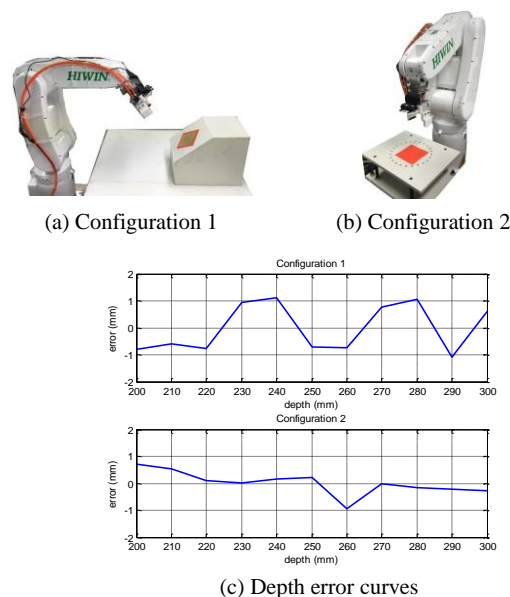 HIWIN
HIWIN
(a) Configuration 1
(b) Configuration 2
Configuration 1
2
1
0
-1
-2
error (mm)
200 210 220 230 240 250 260 270 280 290 300
depth (mm)
Configuration 2
2
1
0
-1
-2
error (mm)
200 210 220 230 240 250 260 270 280 290 300
depth (mm)
(c) Depth error curves